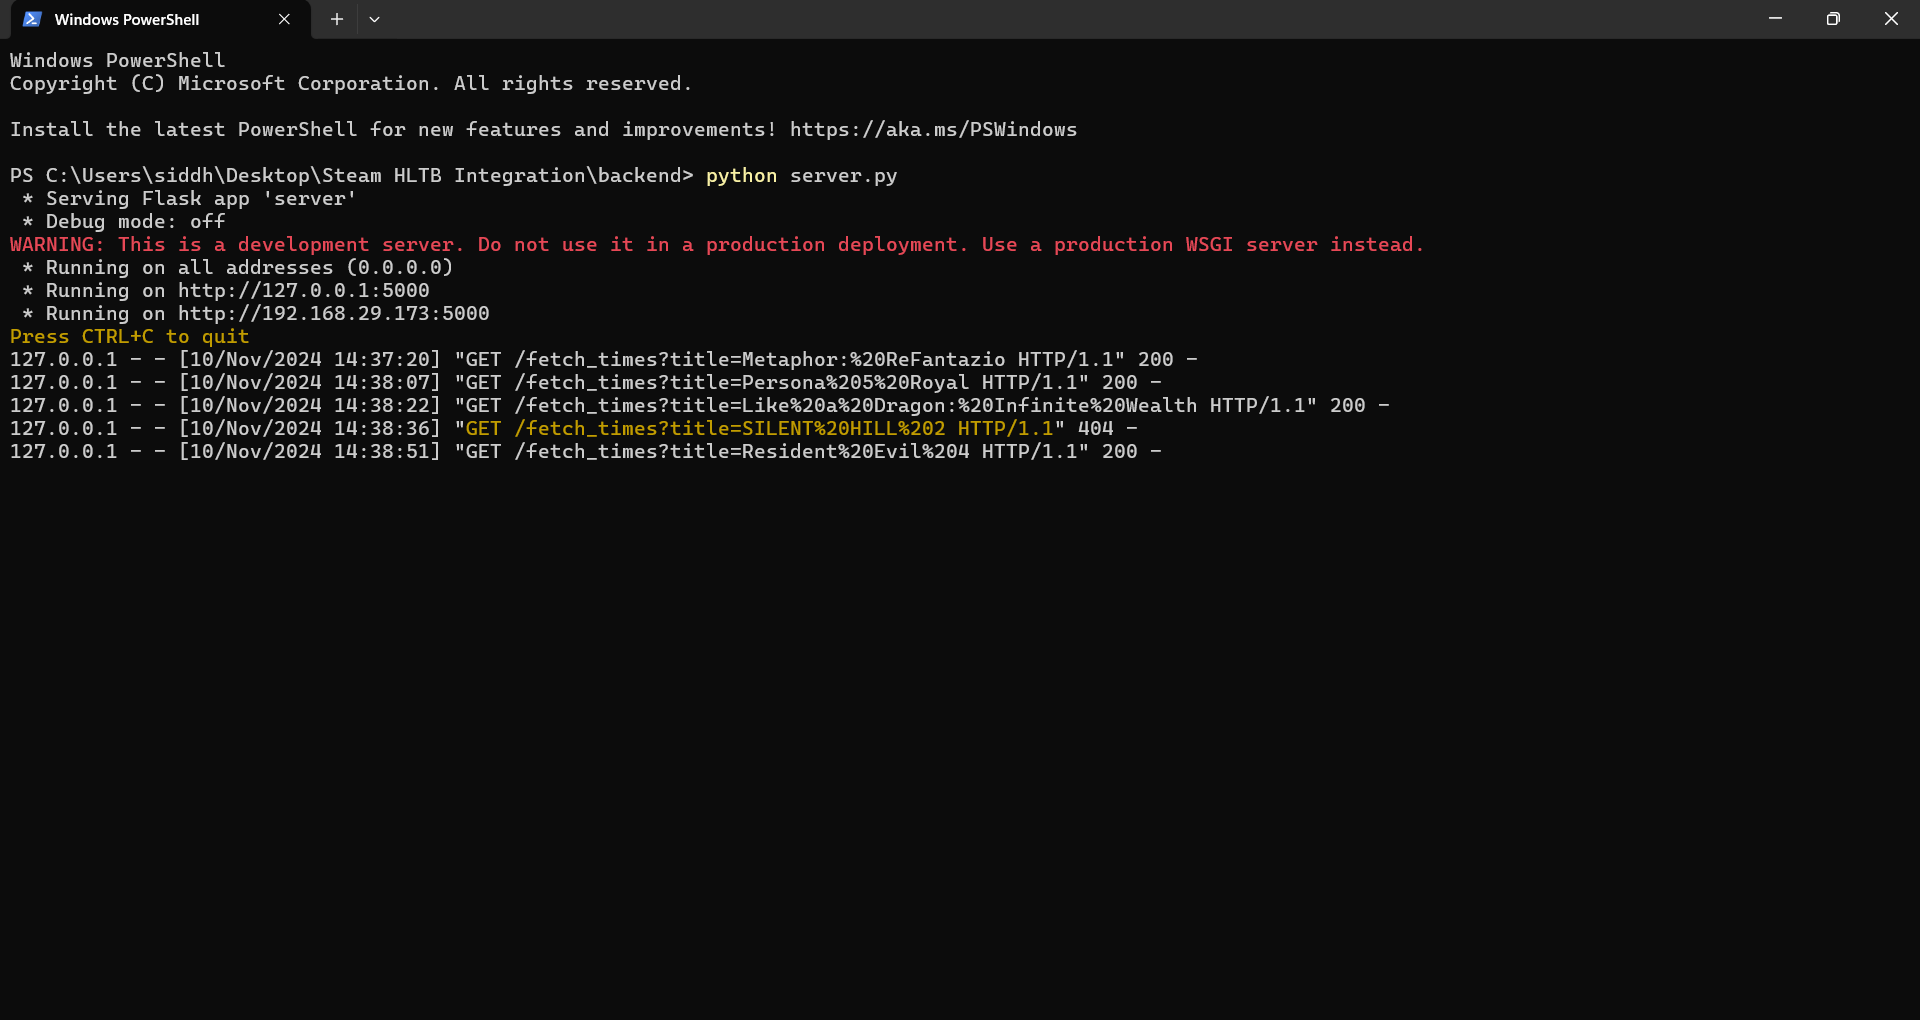 Windows PowerShell
Windows PowerShell
Copyright (C) Microsoft Corporation. All rights reserved.
Install the latest PowerShell for new features and improvements! https://aka.ms/PSWindows
PS C:\Users\siddh\Desktop\Steam HLTB Integration\backend> python server.py
 * Serving Flask app 'server'
 * Debug mode: off
WARNING: This is a development server. Do not use it in a production deployment. Use a production WSGI server instead.
 * Running on all addresses (0.0.0.0)
 * Running on http://127.0.0.1:5000
 * Running on http://192.168.29.173:5000
Press CTRL+C to quit
127.0.0.1 - - [10/Nov/2024 14:37:20] "GET /fetch_times?title=Metaphor:%20ReFantazio HTTP/1.1" 200 -
127.0.0.1 - - [10/Nov/2024 14:38:07] "GET /fetch_times?title=Persona%205%20Royal HTTP/1.1" 200 -
127.0.0.1 - - [10/Nov/2024 14:38:22] "GET /fetch_times?title=Like%20a%20Dragon:%20Infinite%20Wealth HTTP/1.1" 200 -
127.0.0.1 - - [10/Nov/2024 14:38:36] "GET /fetch_times?title=SILENT%20HILL%202 HTTP/1.1" 404 -
127.0.0.1 - - [10/Nov/2024 14:38:51] "GET /fetch_times?title=Resident%20Evil%204 HTTP/1.1" 200 -